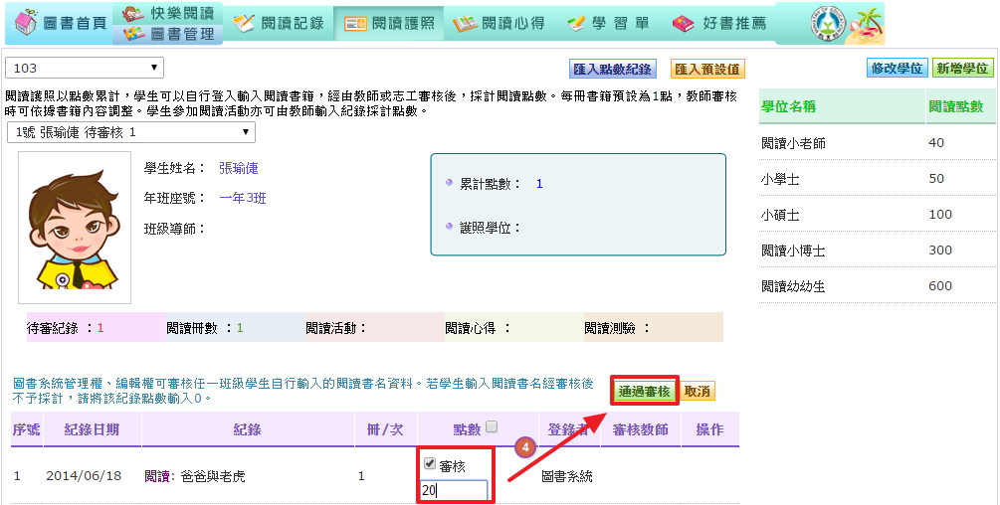 圖書首頁
快樂閱讀
圖書管理
閱讀記錄
閱讀護照
閱讀心得
學習單
好書推薦
103
匯入點數紀錄
匯入預設值
修改學位
新增學位
閱讀護照以點數累計，學生可以自行登入輸入閱讀書籍，經由教師或志工審核後，採計閱讀點數。每冊書籍預設為1點，教師審核
時可依據書籍內容調整。學生參加閱讀活動亦可由教師輸入紀錄採計點數。
1號 張瑜倢 待審核 1
學生姓名： 張瑜倢
年班座號： 一年3班
班級導師：
累計點數： 1
護照學位：
學位名稱 閱讀點數
閱讀小老師 40
小學士 50
小碩士 100
閱讀小博士 300
閱讀幼幼生 600
待審紀錄 ：1 閱讀冊數 ：1 閱讀活動： 閱讀心得 ： 閱讀測驗 ：
圖書系統管理權、編輯權可審核任一班級學生自行輸入的閱讀書名資料。若學生輸入閱讀書名經審核後
不予採計，請將該紀錄點數輸入0。
通過審核 取消
序號 紀錄日期 紀錄 冊/次 點數 登錄者 審核教師 操作
4
1 2014/06/18 閱讀: 爸爸與老虎 1 審核 圖書系統
20